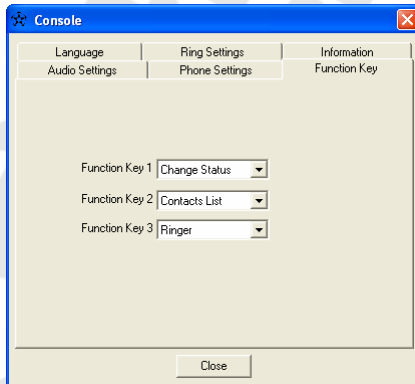 Console
Language Ring Settings Information
Audio Settings Phone Settings Function Key
Function Key 1 Change Status
Function Key 2 Contacts List
Function Key 3 Ringer
Close